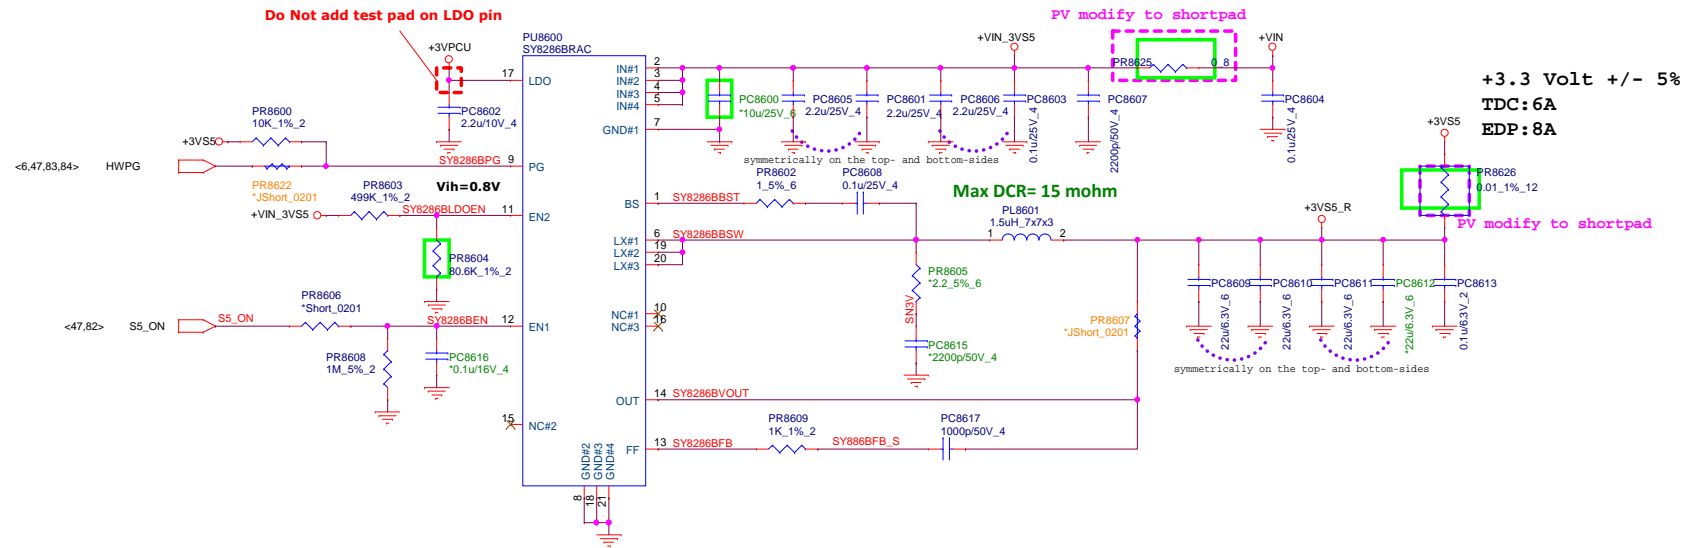 Do Not add test pad on LDO pin
PV modify to shortpad
+3VPCU
PU8600
SY8286BRAC
+VIN_3VS5
+VIN
PR8625
0_8
+3.3 Volt +/- 5%
TDC:6A
EDP:8A
17
LDO
IN#1
IN#2
IN#3
IN#4
2
3
4
5
GND#1
7
PC8602
2.2u/10V_4
PC8600
*10u/25V_6
PC8605
2.2u/25V_4
PC8601
2.2u/25V_4
PC8606
2.2u/25V_4
PC8603
0.1u/25V_4
PC8607
2200p/50V_4
PC8604
0.1u/25V_4
symmetrically on the top- and bottom-sides
PR8600
10K_1%_2
+3VS5
<6,47,83,84>
HWPG
SY8286BPG
9
PG
PR8622
*JShort_0201
PR8603
499K_1%_2
Vih=0.8V
+VIN_3VS5
SY8286BLDOEN
11
EN2
PR8604
80.6K_1%_2
BS
1
SY8286BBST
PR8602
1_5%_6
PC8608
0.1u/25V_4
Max DCR= 15 mohm
PL8601
1.5uH_7x7x3
1
2
LX#1
LX#2
LX#3
6
19
20
SY8286BBSW
+3VS5
PR8626
0.01_1%_12
PV modify to shortpad
+3VS5_R
PR8605
*2.2_5%_6
SN3V
PC8615
*2200p/50V_4
PC8609
22u/6.3V_6
PC8610
22u/6.3V_6
PC8611
22u/6.3V_6
PC8612
*22u/6.3V_6
PC8613
0.1u/6.3V_2
symmetrically on the top- and bottom-sides
PR8606
*Short_0201
<47,82>
S5_ON
S5_ON
SY8286BEN
12
EN1
PR8608
1M_5%_2
PC8616
*0.1u/16V_4
NC#1
NC#3
10
16
PR8607
*JShort_0201
15
NC#2
OUT
14
SY8286BVOUT
FF
13
SY8286BFB
PR8609
1K_1%_2
SY886BFB_S
PC8617
1000p/50V_4
GND#2
GND#3
GND#4
8
18
21